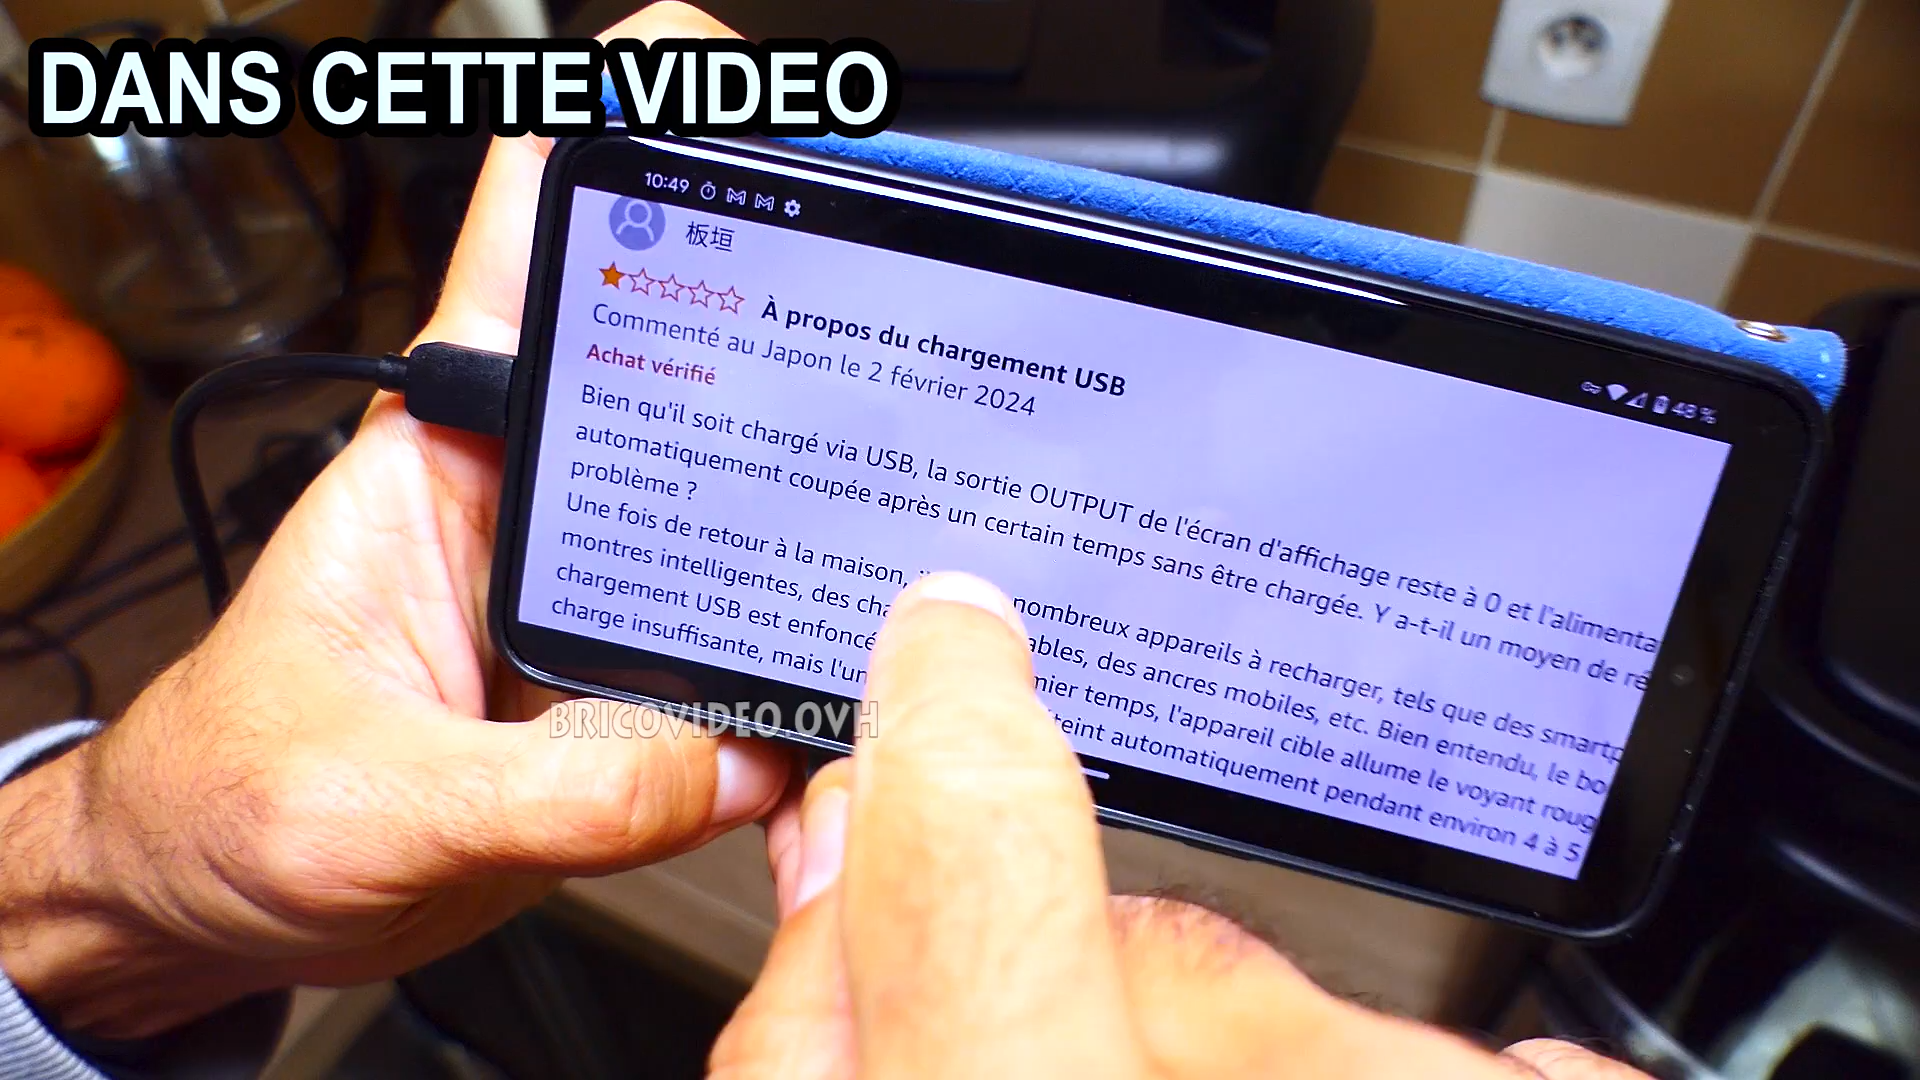 DANS CETTE VIDEO
10:49
48 %
板垣
À propos du chargement USB
Commenté au Japon le 2 février 2024
Achat vérifié
Bien qu'il soit chargé via USB, la sortie OUTPUT de l'écran d'affichage reste à 0 et l'alimenta
automatiquement coupée après un certain temps sans être chargée. Y a-t-il un moyen de ré
problème ?
Une fois de retour à la maison, nombreux appareils à recharger, tels que des smartp
montres intelligentes, des cha ables, des ancres mobiles, etc. Bien entendu, le bo
chargement USB est enfoncé mier temps, l'appareil cible allume le voyant roug
charge insuffisante, mais l'un teint automatiquement pendant environ 4 à 5
BRICOVIDEO.OVH